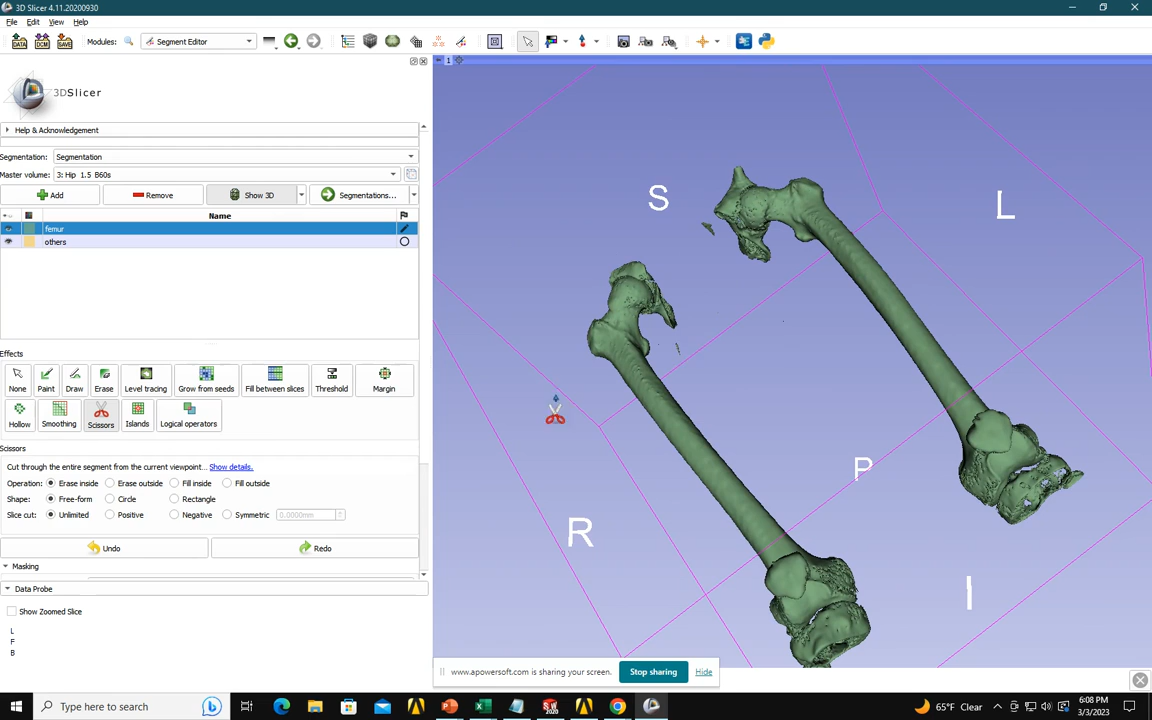 3D Slicer 4.11.20200930
File Edit View Help
DATA DCM SAVE Modules: Segment Editor
1
3DSlicer
Help & Acknowledgement
Segmentation: Segmentation
Master volume: 3: Hip 1.5 B60s
Add Remove Show 3D Segmentations...
Name
femur
others
Effects
None Paint Draw Erase Level tracing Grow from seeds Fill between slices Threshold Margin
Hollow Smoothing Scissors Islands Logical operators
Scissors
Cut through the entire segment from the current viewpoint... Show details.
Operation: Erase inside Erase outside Fill inside Fill outside
Shape: Free-form Circle Rectangle
Slice cut: Unlimited Positive Negative Symmetric 0.0000mm
Undo Redo
Masking
Data Probe
Show Zoomed Slice
L
F
B
S
L
P
R
I
www.apowersoft.com is sharing your screen. Stop sharing Hide
Type here to search
65°F Clear
6:08 PM
3/3/2023